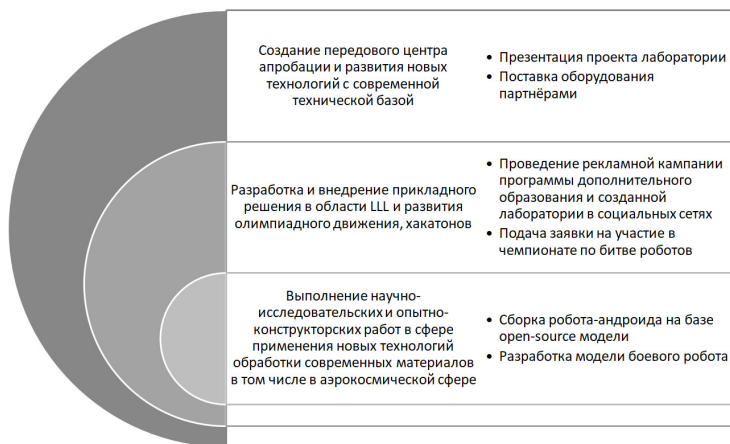 Создание передового центра
апробации и развития новых
технологий с современной
технической базой
• Презентация проекта лаборатории
• Поставка оборудования
партнёрами
Разработка и внедрение прикладного
решения в области LLL и развития
олимпиадного движения, хакатонов
• Проведение рекламной кампании
программы дополнительного
образования и созданной
лаборатории в социальных сетях
• Подача заявки на участие в
чемпионате по битве роботов
Выполнение научно-
исследовательских и опытно-
конструкторских работ в сфере
применения новых технологий
обработки современных материалов
в том числе в аэрокосмической сфере
• Сборка робота-андроида на базе
open-source модели
• Разработка модели боевого робота